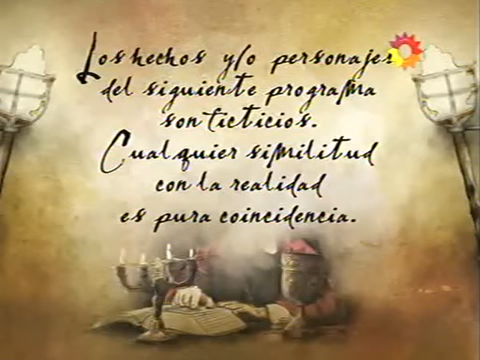 Los hechos y/o personajes
del siguiente programa
son ficticios.
Cualquier similitud
con la realidad
es pura coincidencia.